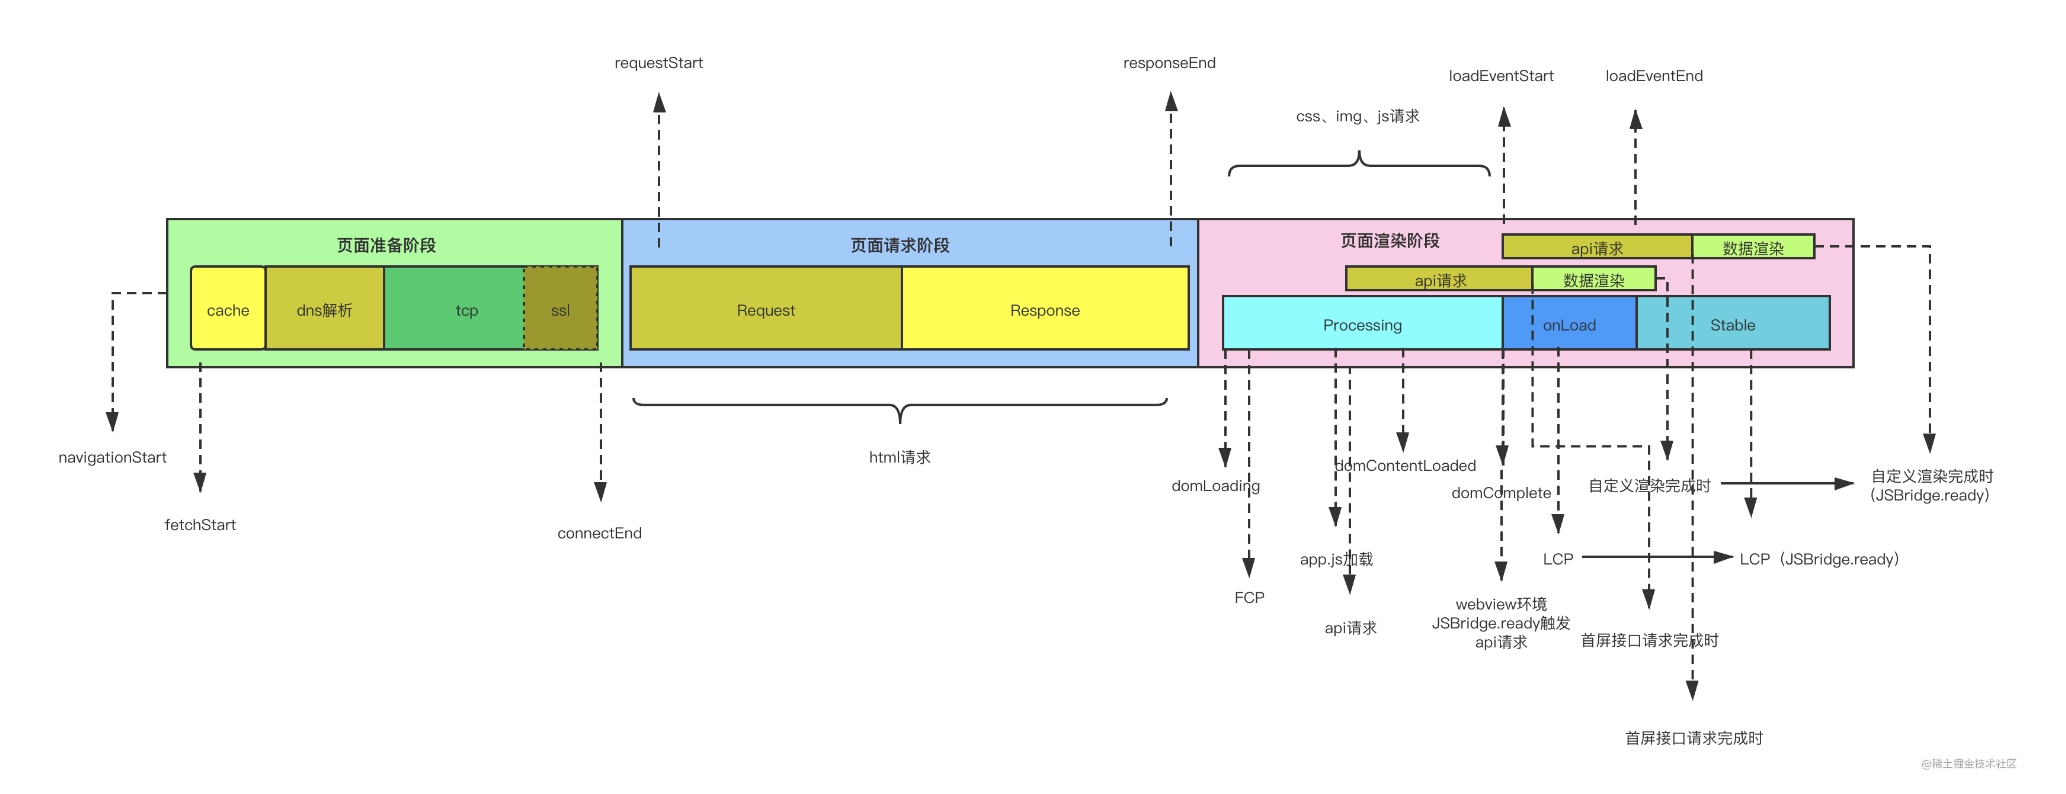 requestStart
responseEnd
loadEventStart
loadEventEnd
css、img、js请求
页面准备阶段
页面请求阶段
页面渲染阶段
api请求
数据渲染
api请求
数据渲染
cache
dns解析
tcp
ssl
Request
Response
Processing
onLoad
Stable
navigationStart
fetchStart
connectEnd
html请求
domLoading
domContentLoaded
domComplete
自定义渲染完成时
自定义渲染完成时
（JSBridge.ready）
app.js加载
LCP
LCP（JSBridge.ready）
FCP
api请求
webview环境
JSBridge.ready触发
api请求
首屏接口请求完成时
首屏接口请求完成时
@稀土掘金技术社区